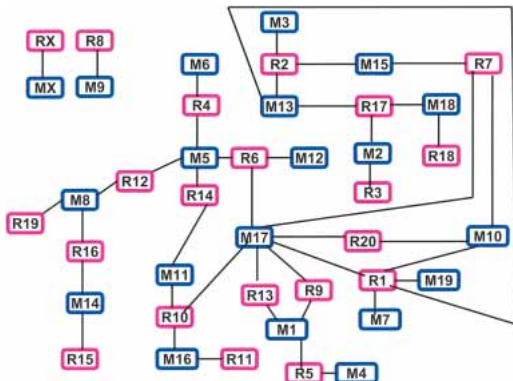 M3
RX R8
M6 R2 M15 R7
MX M9
R4 M13 R17 M18
M5 R6 M12 M2 R18
R12 R14 R3
M8
R19
R16 M17 R20 M10
M11 R1 M19
M14 R13 R9
R10 M1 M7
R15 M16 R11
R5 M4